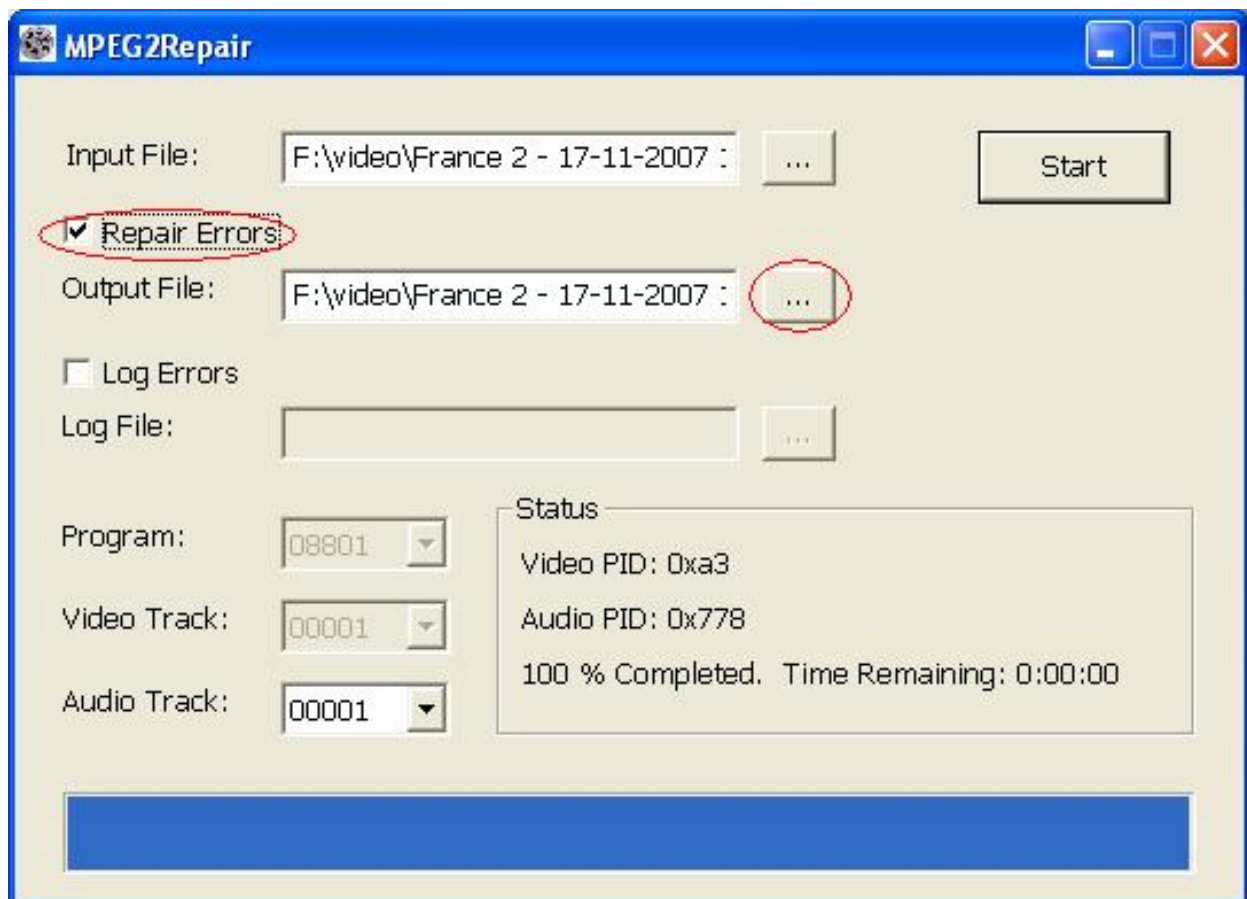 MPEG2Repair
Input File: F:\video\France 2 - 17-11-2007 : ... Start
Repair Errors
Output File: F:\video\France 2 - 17-11-2007 : ...
Log Errors
Log File: ...
Status
Program: 08801
Video PID: 0xa3
Video Track: 00001
Audio PID: 0x778
100 % Completed. Time Remaining: 0:00:00
Audio Track: 00001